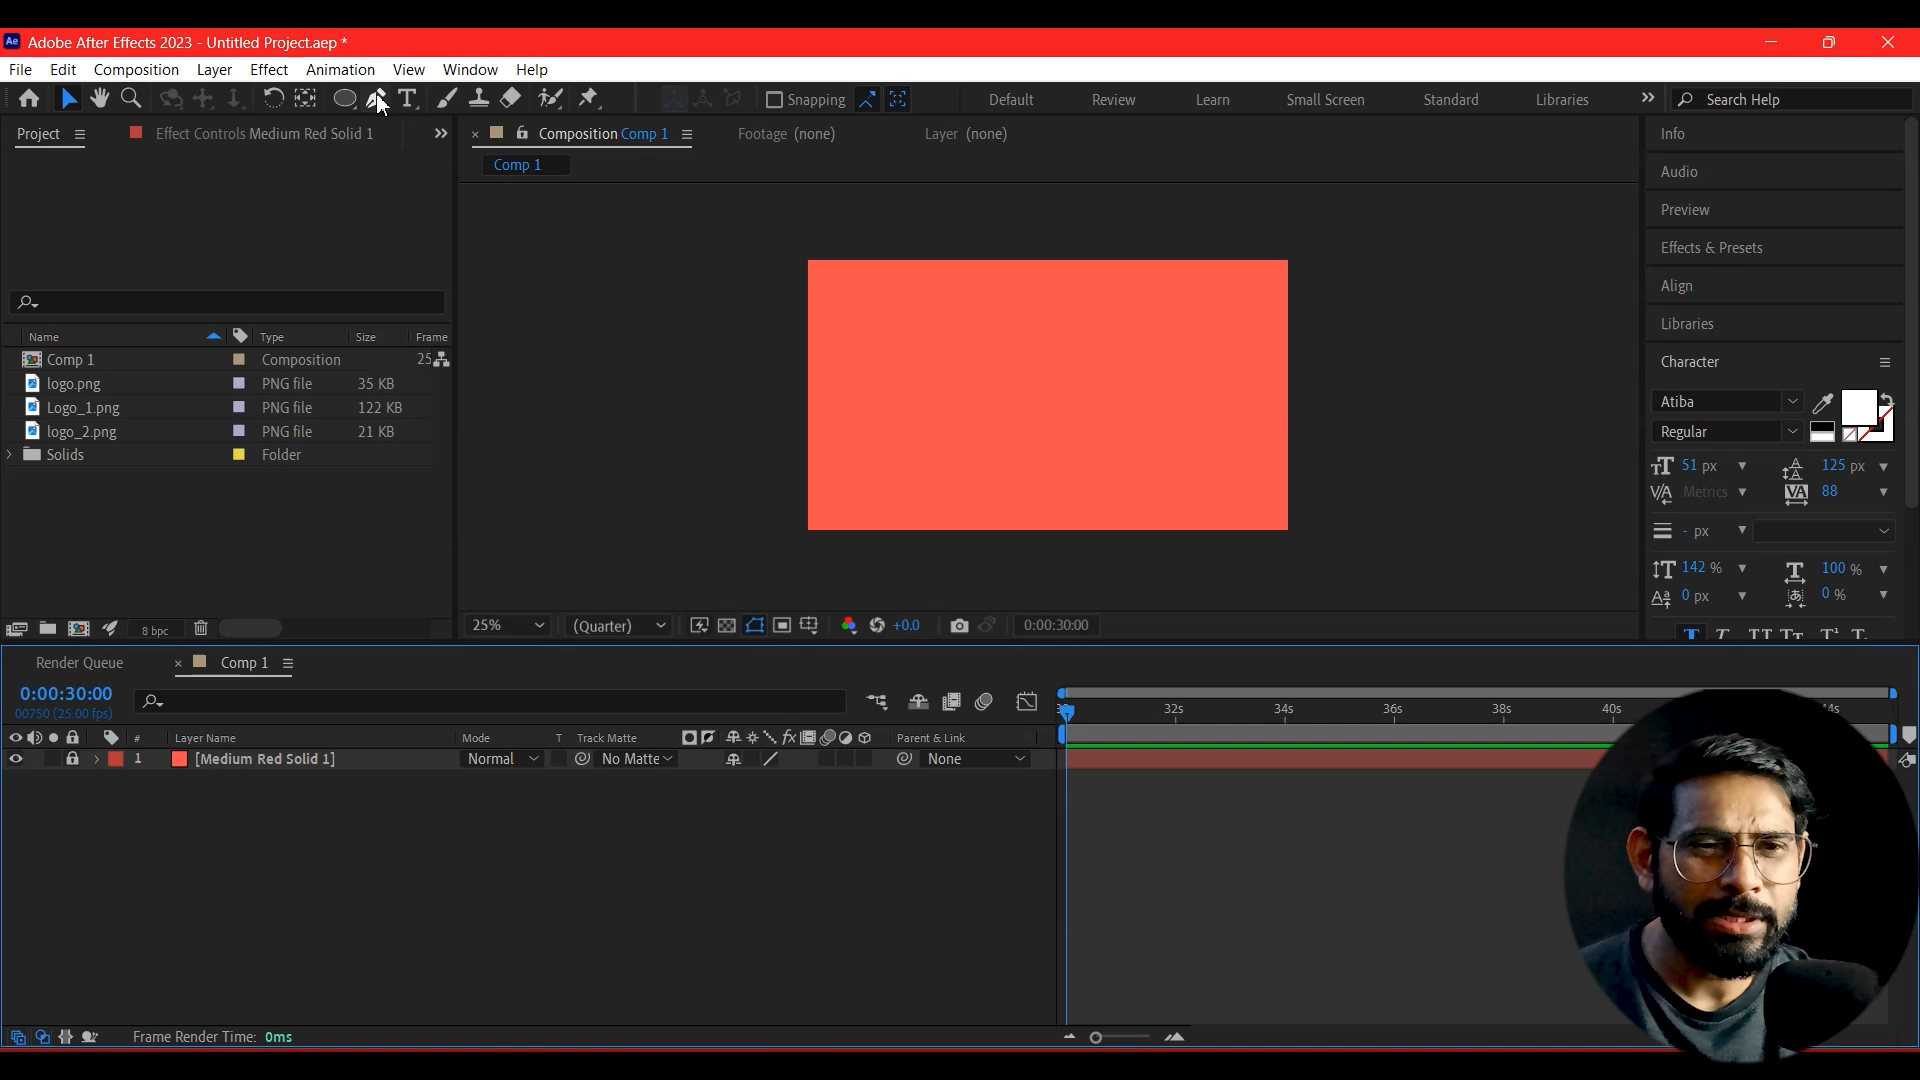 Ae Adobe After Effects 2023 - Untitled Project.aep *
File Edit Composition Layer Effect Animation View Window Help
Snapping Default Review Learn Small Screen Standard Libraries Search Help
Project Effect Controls Medium Red Solid 1 Composition Comp 1 Footage (none) Layer (none) Info
Comp 1
Audio
Preview
Effects & Presets
Align
Libraries
Character
Name Type Size Frame
Comp 1 Composition 25
logo.png PNG file 35 KB
Logo_1.png PNG file 122 KB
logo_2.png PNG file 21 KB
Solids Folder
Atiba
Regular
51 px 125 px
Metrics 88
- px
142 % 100 %
0 px 0 %
8 bpc 25% (Quarter) +0.0 0:00:30:00
Render Queue Comp 1
0:00:30:00
00750 (25.00 fps)
32s 34s 36s 38s 40s
# Layer Name Mode T Track Matte Parent & Link
1 [Medium Red Solid 1] Normal No Matte None
Frame Render Time: 0ms